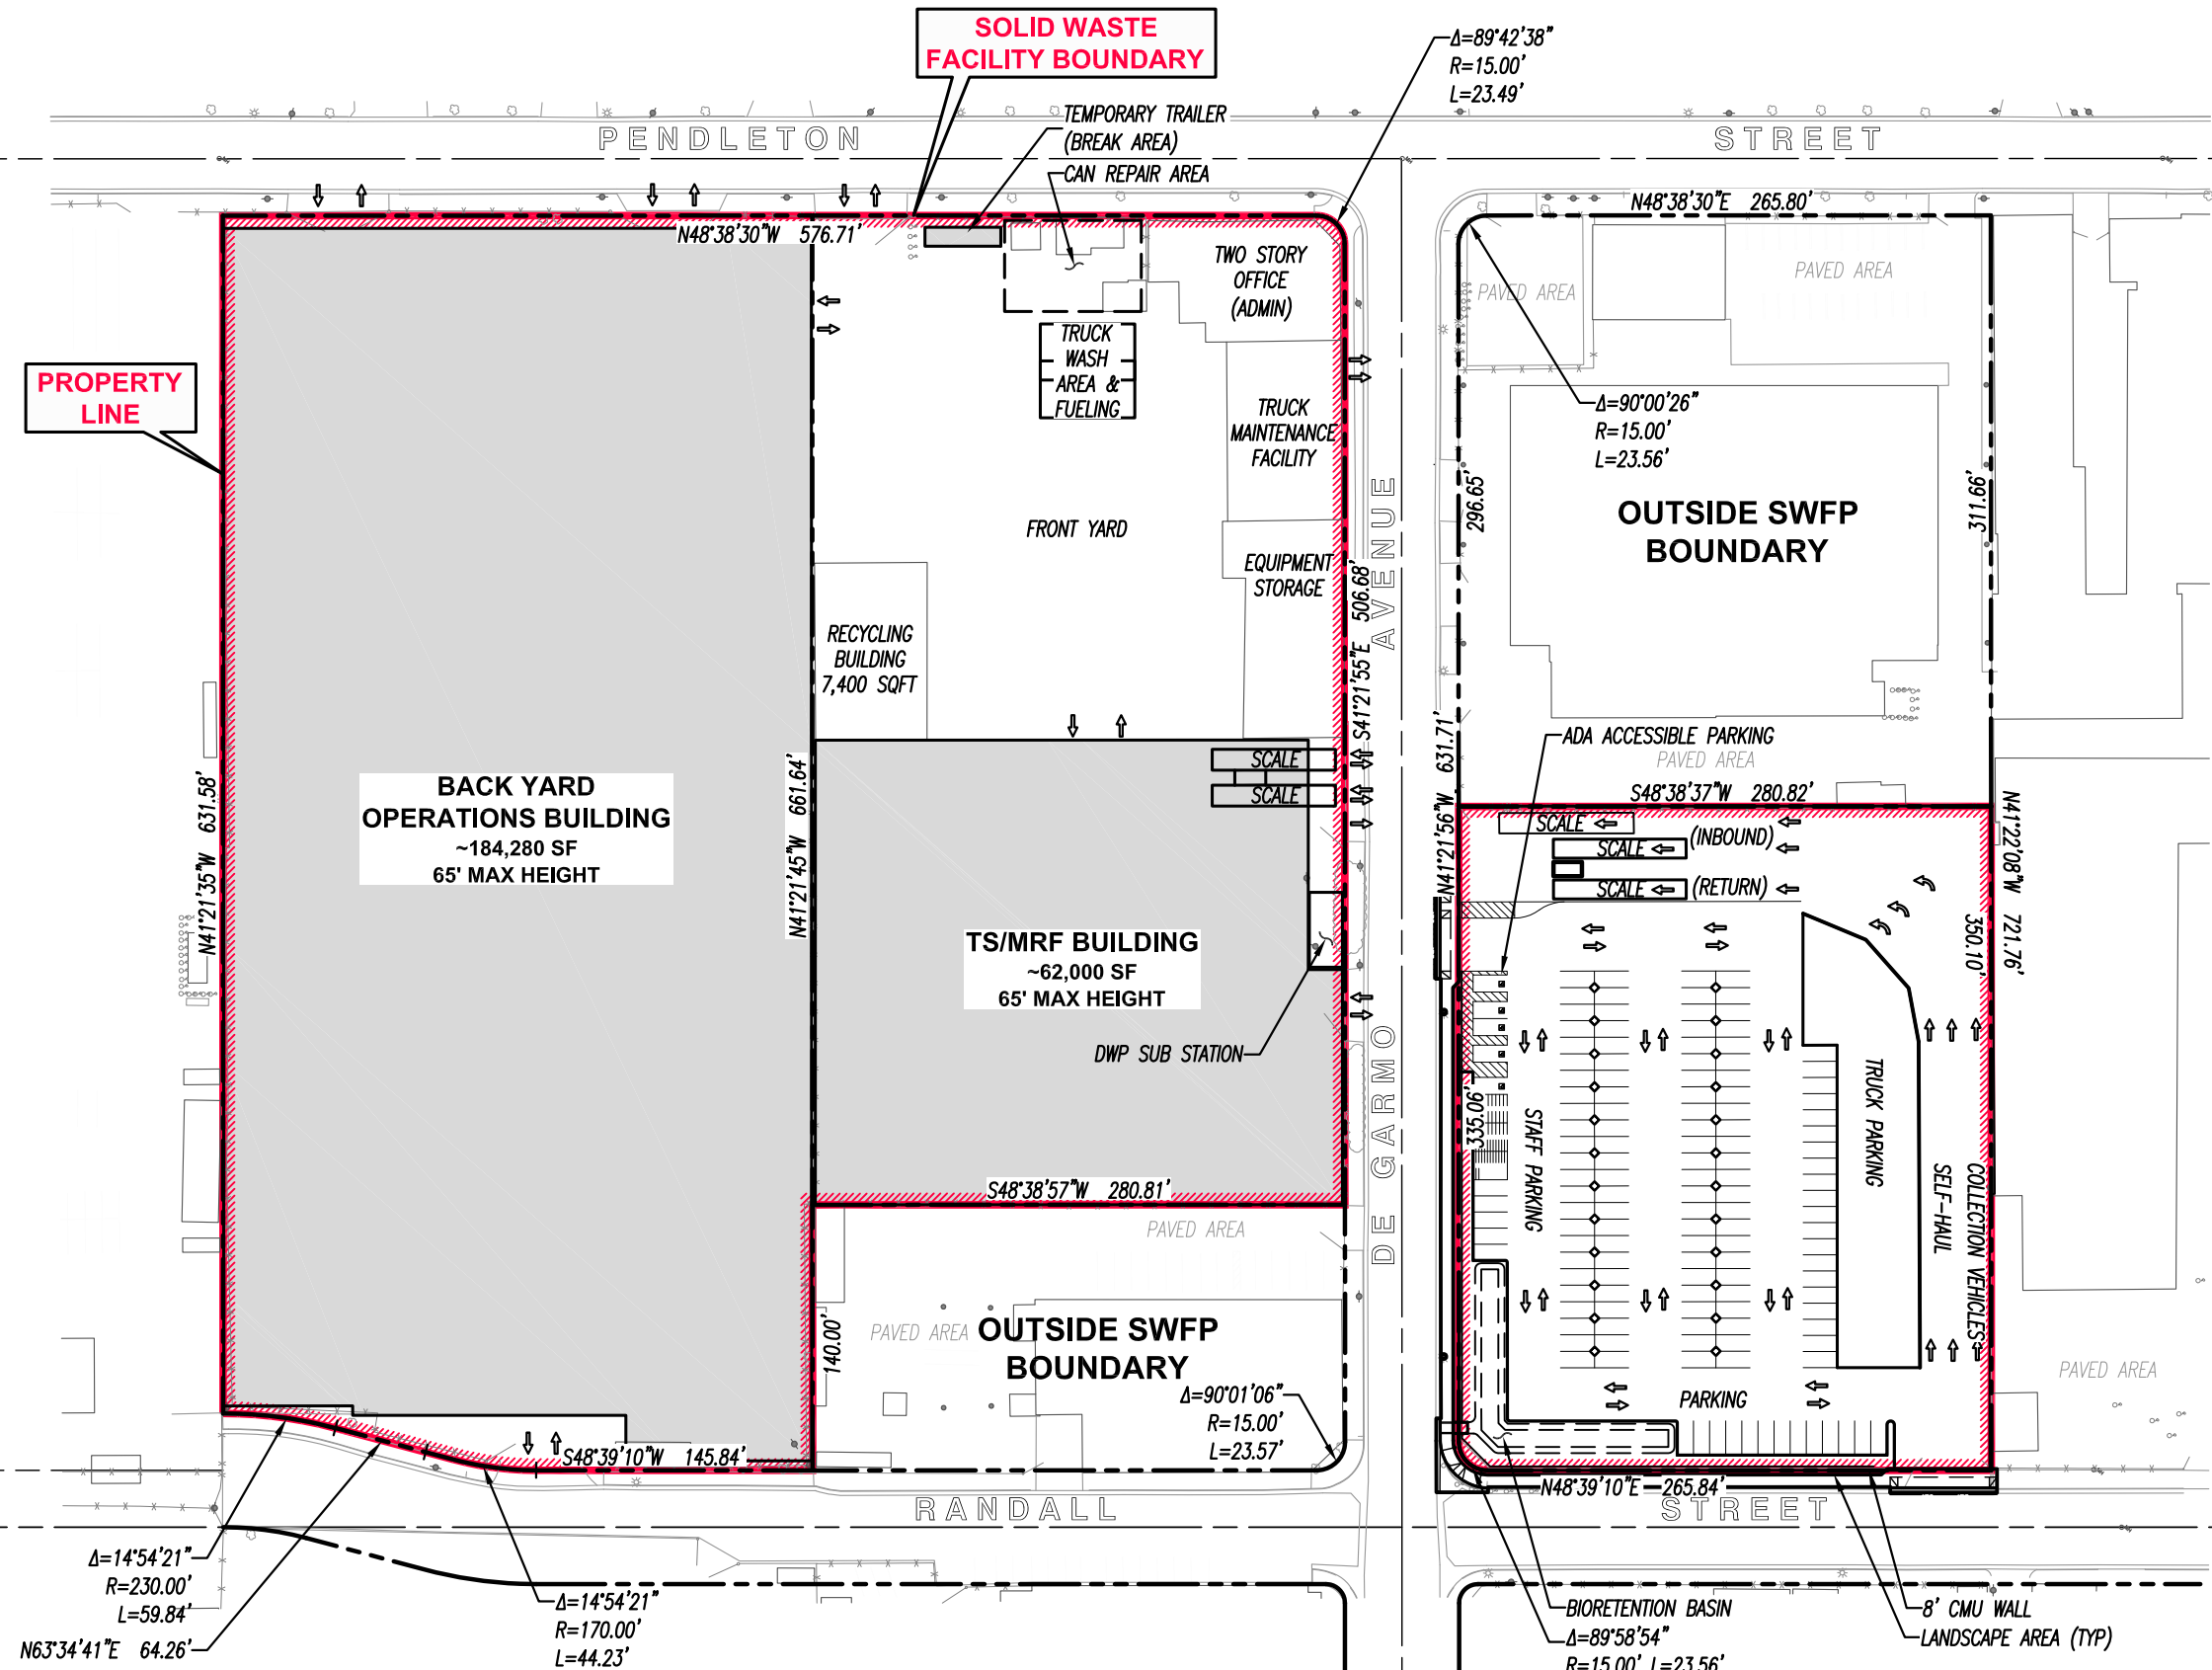 SOLID WASTE
FACILITY BOUNDARY
Δ=89°42'38"
R=15.00'
L=23.49'
PENDLETON
STREET
TEMPORARY TRAILER
(BREAK AREA)
CAN REPAIR AREA
N48°38'30"W 576.71'
N48°38'30"E 265.80'
TWO STORY
OFFICE
(ADMIN)
PAVED AREA
PAVED AREA
TRUCK
WASH
AREA &
FUELING
PROPERTY
LINE
TRUCK
MAINTENANCE
FACILITY
Δ=90°00'26"
R=15.00'
L=23.56'
FRONT YARD
296.65'
311.66'
OUTSIDE SWFP
BOUNDARY
EQUIPMENT
STORAGE
S41°21'55"E 506.68'
DE GARMO AVENUE
RECYCLING
BUILDING
7,400 SQFT
N41°21'56"W 631.71'
ADA ACCESSIBLE PARKING
PAVED AREA
SCALE
SCALE
BACK YARD
OPERATIONS BUILDING
~184,280 SF
65' MAX HEIGHT
N41°21'35"W 631.58'
N41°21'45"W 661.64'
S48°38'37"W 280.82'
N41°22'08"W 721.76'
SCALE
SCALE (INBOUND)
SCALE (RETURN)
350.10'
TS/MRF BUILDING
~62,000 SF
65' MAX HEIGHT
DWP SUB STATION
335.06'
STAFF PARKING
TRUCK PARKING
SELF-HAUL
COLLECTION VEHICLES
S48°38'57"W 280.81'
PAVED AREA
140.00'
PAVED AREA
OUTSIDE SWFP
BOUNDARY
Δ=90°01'06"
R=15.00'
L=23.57'
PAVED AREA
PARKING
S48°39'10"W 145.84'
N48°39'10"E 265.84'
RANDALL
STREET
Δ=14°54'21"
R=230.00'
L=59.84'
N63°34'41"E 64.26'
Δ=14°54'21"
R=170.00'
L=44.23'
BIORETENTION BASIN
Δ=89°58'54"
R=15.00' L=23.56'
8' CMU WALL
LANDSCAPE AREA (TYP)